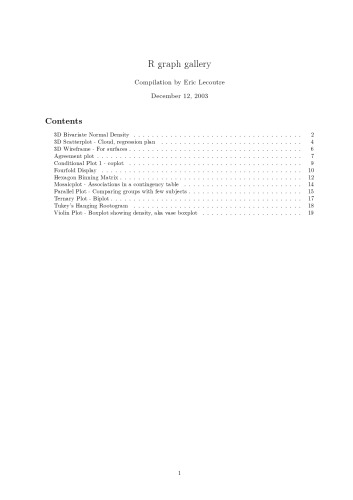 R graph gallery
Compilation by Eric Lecoutre
December 12, 2003
Contents
3D Bivariate Normal Density . . . . . . . . . . . . . . . . . . . . . . . . . . . . . . . . . . . . . 2
3D Scatterplot - Cloud, regression plan . . . . . . . . . . . . . . . . . . . . . . . . . . . . . . . 4
3D Wireframe - For surfaces . . . . . . . . . . . . . . . . . . . . . . . . . . . . . . . . . . . . . . 6
Agreement plot . . . . . . . . . . . . . . . . . . . . . . . . . . . . . . . . . . . . . . . . . . . . . 7
Conditional Plot 1 - coplot . . . . . . . . . . . . . . . . . . . . . . . . . . . . . . . . . . . . . . 8
Fourfold Display . . . . . . . . . . . . . . . . . . . . . . . . . . . . . . . . . . . . . . . . . . . . 10
Hexagon Binning Matrix . . . . . . . . . . . . . . . . . . . . . . . . . . . . . . . . . . . . . . . . 12
Mosaicplot - Associations in a contingency table . . . . . . . . . . . . . . . . . . . . . . . . . . 14
Parallel Plot - Comparing groups with few subjects . . . . . . . . . . . . . . . . . . . . . . . . . 15
Ternary Plot - Biplot . . . . . . . . . . . . . . . . . . . . . . . . . . . . . . . . . . . . . . . . . . 17
Tukey's Hanging Rootogram . . . . . . . . . . . . . . . . . . . . . . . . . . . . . . . . . . . . . 18
Violin Plot - Boxplot showing density, aka vase boxplot . . . . . . . . . . . . . . . . . . . . . . 19
1